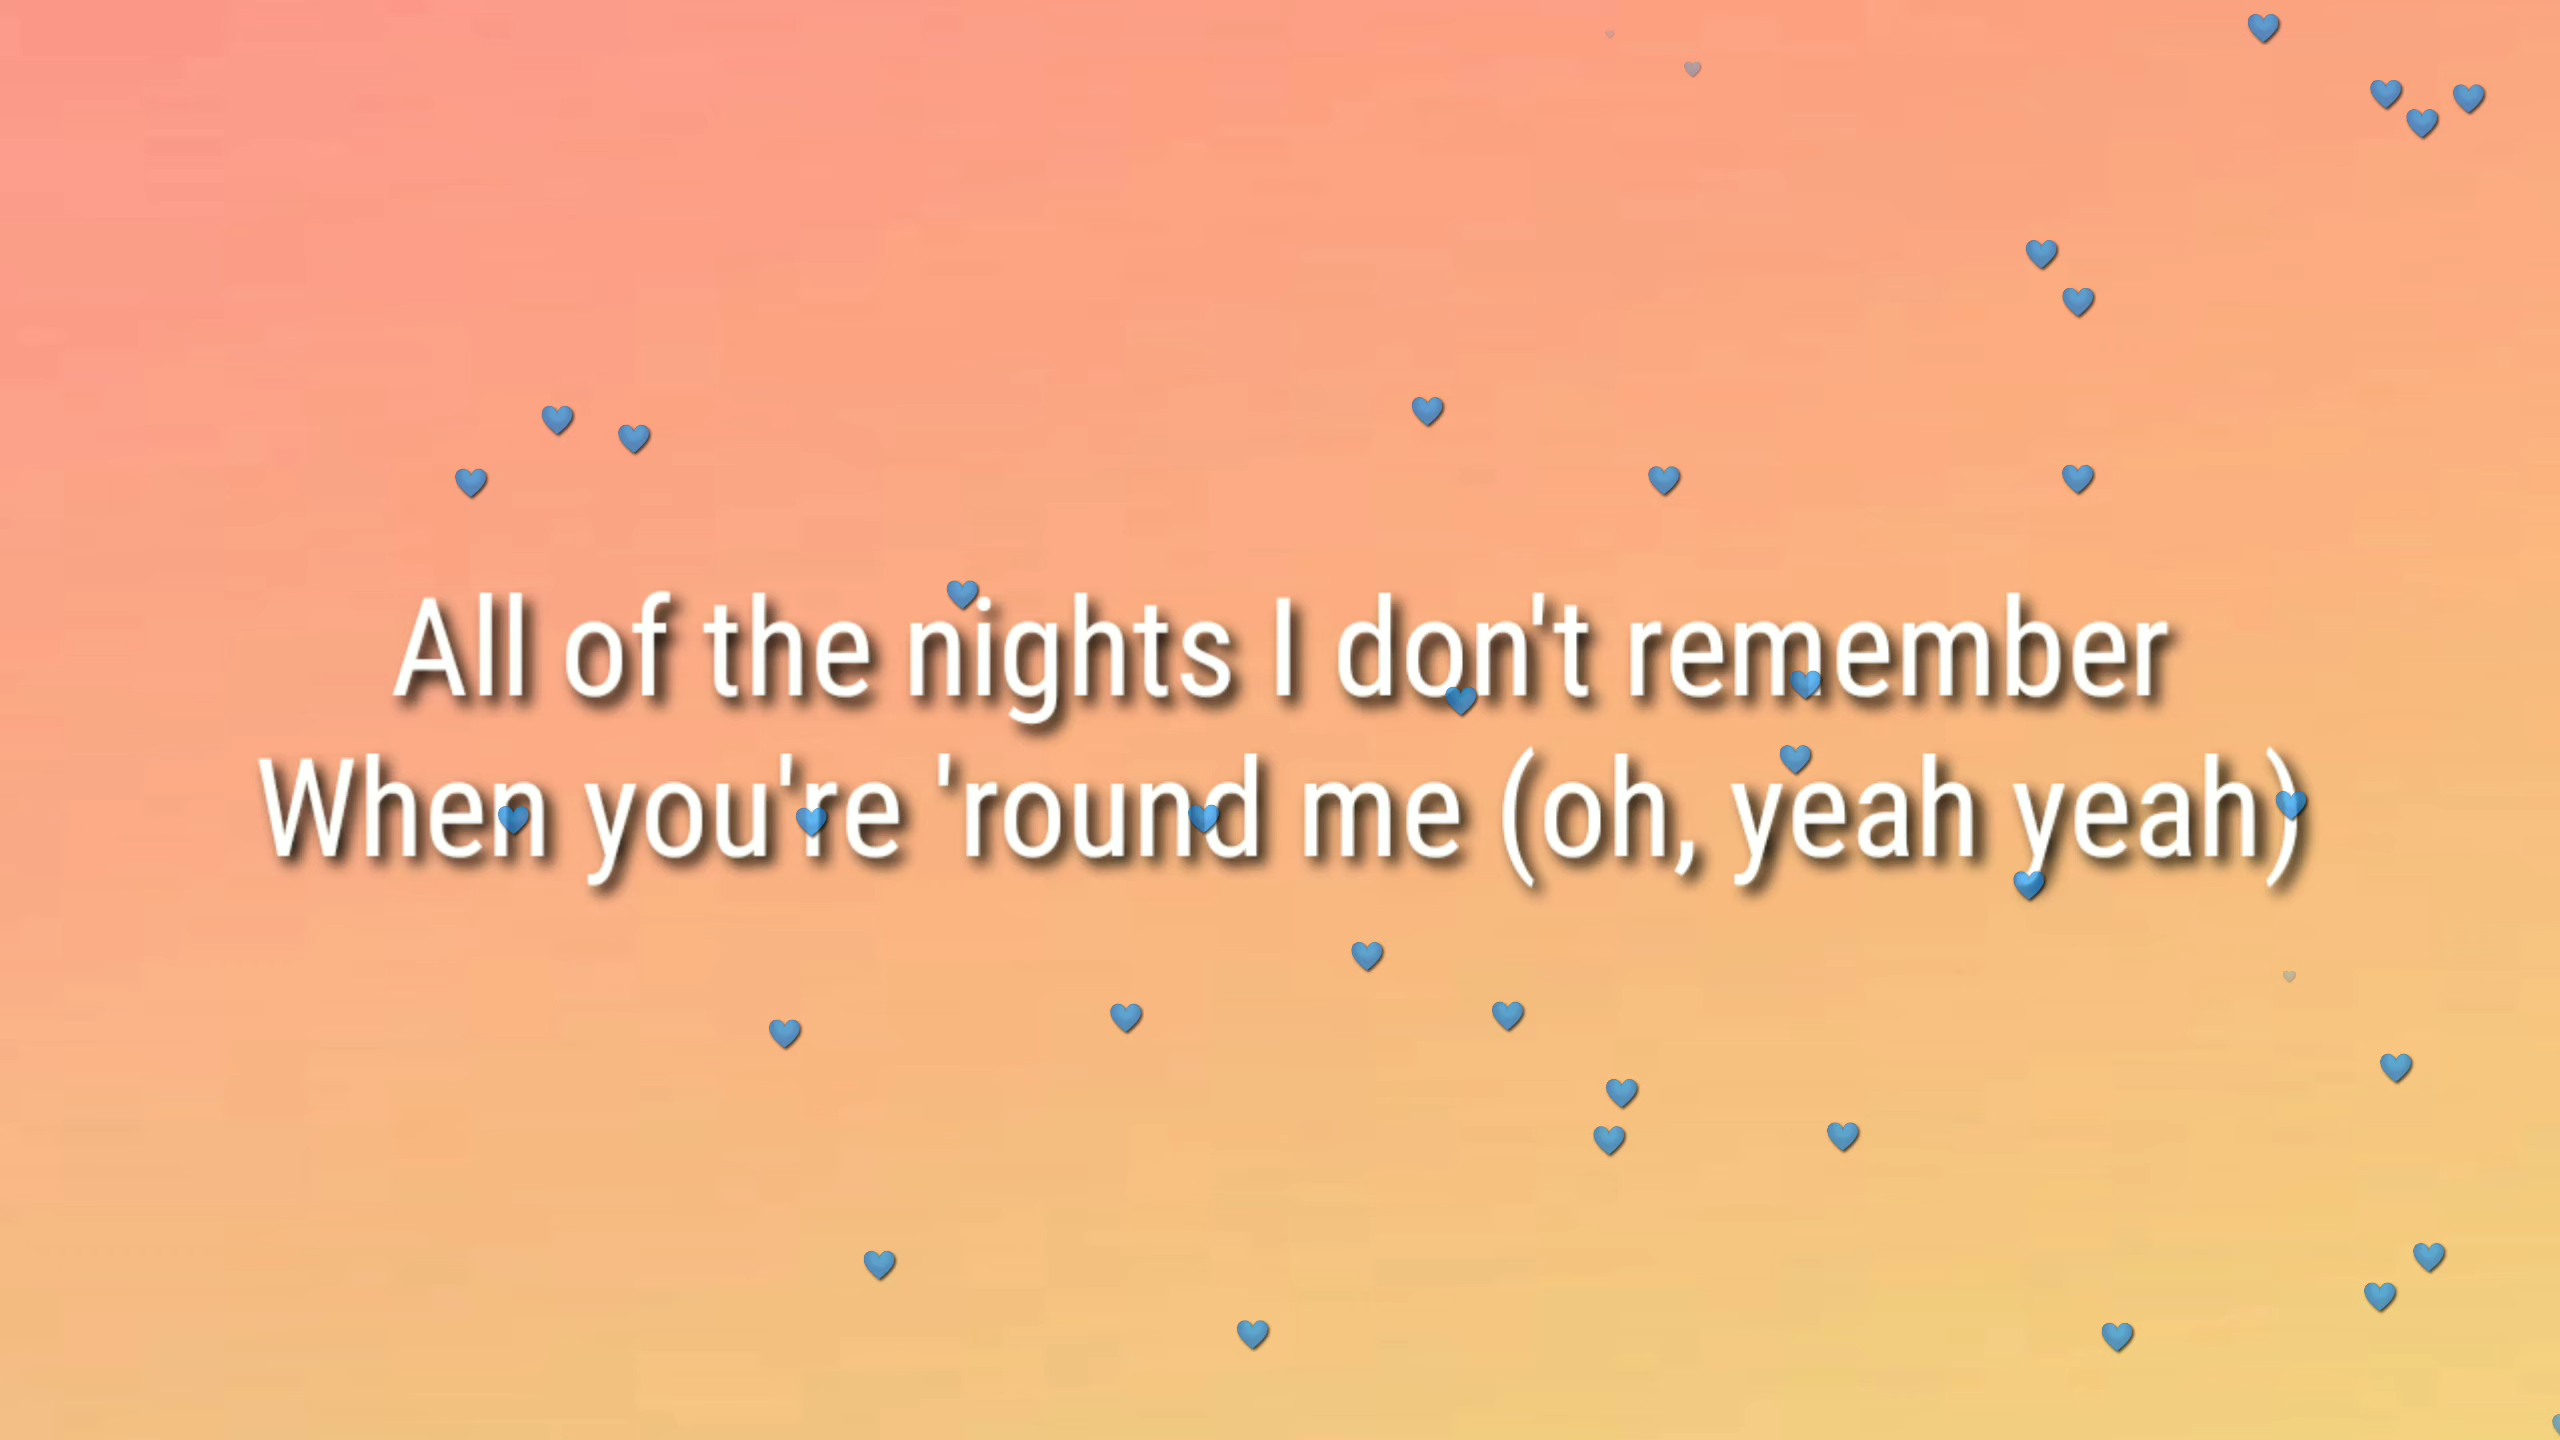 All of the nights I don't remember
When you're 'round me (oh, yeah yeah)